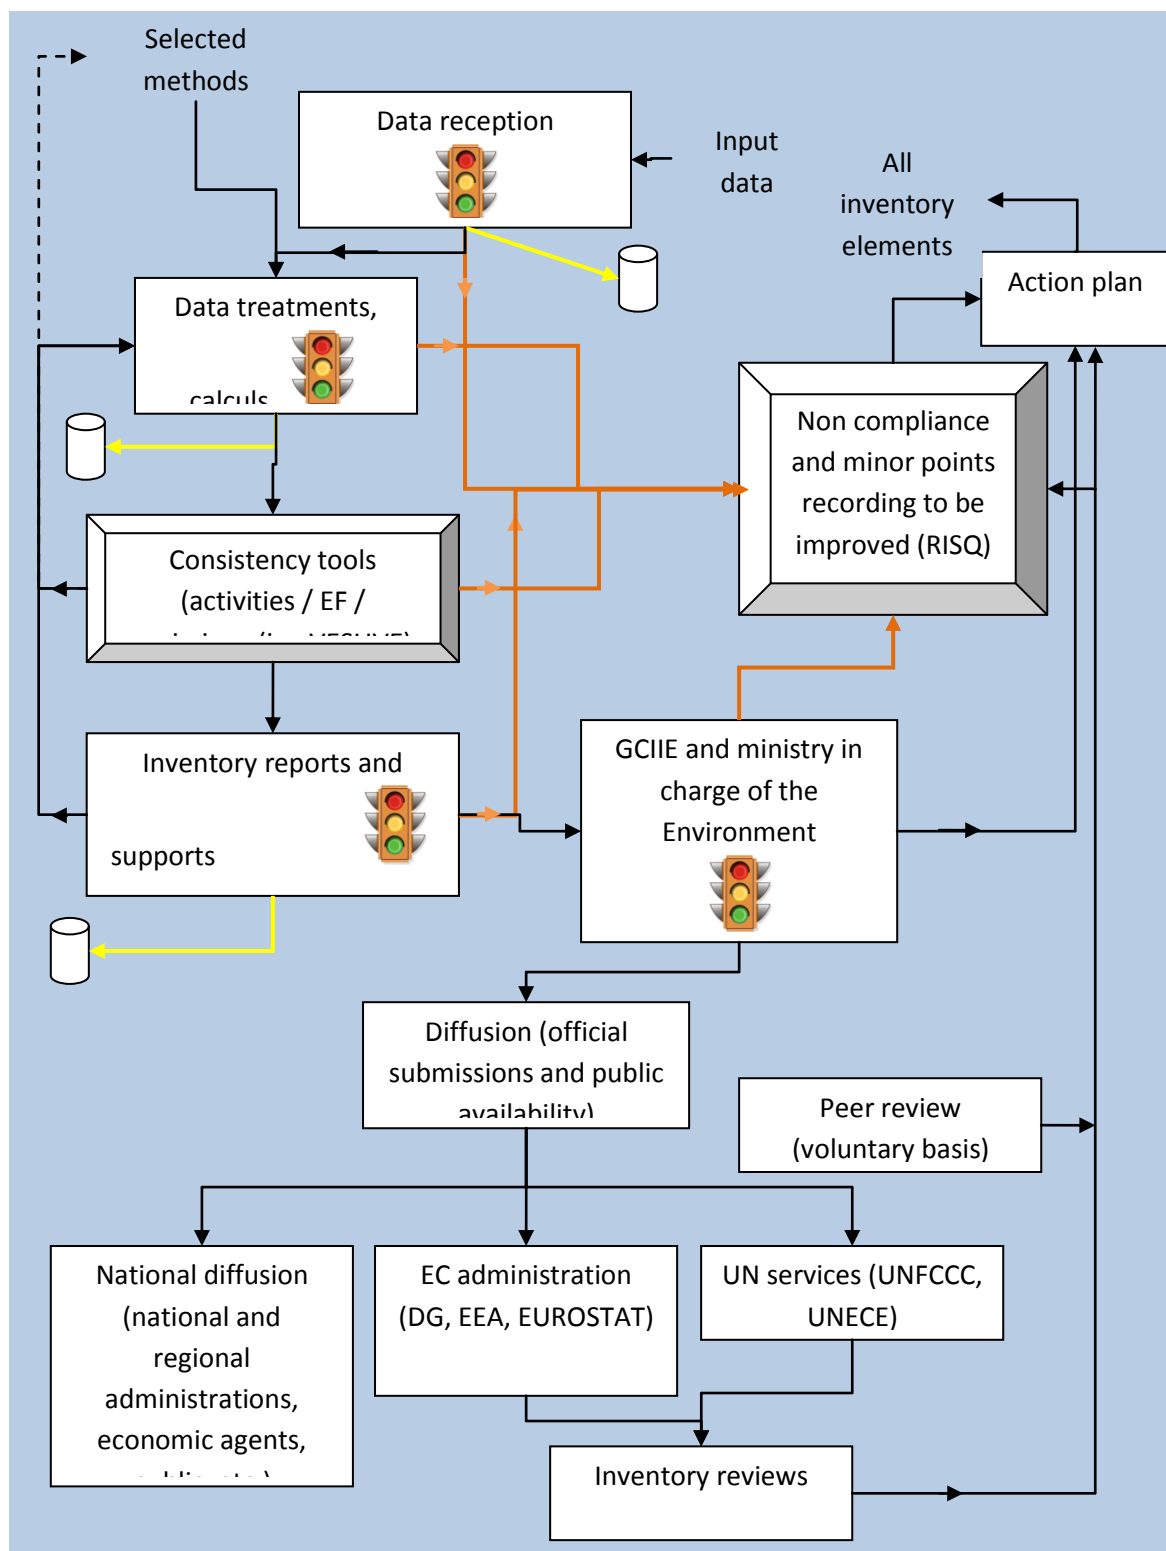 Selected
methods
Data reception
Input
data
All
inventory
elements
Action plan
Data treatments,
calculs
Non compliance
and minor points
recording to be
improved (RISQ)
Consistency tools
(activities / EF /
Inventory reports and
supports
GCIIE and ministry in
charge of the
Environment
Diffusion (official
submissions and public
availability)
Peer review
(voluntary basis)
National diffusion
(national and
regional
administrations,
economic agents,
EC administration
(DG, EEA, EUROSTAT)
UN services (UNFCCC,
UNECE)
Inventory reviews